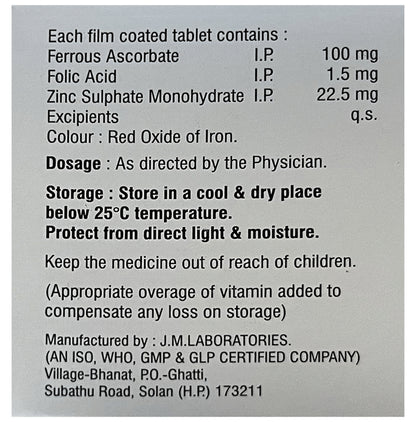 Each film coated tablet contains :
Ferrous Ascorbate I.P. 100 mg
Folic Acid I.P. 1.5 mg
Zinc Sulphate Monohydrate I.P. 22.5 mg
Excipients q.s.
Colour : Red Oxide of Iron.
Dosage : As directed by the Physician.
Storage : Store in a cool & dry place
below 25°C temperature.
Protect from direct light & moisture.
Keep the medicine out of reach of children.
(Appropriate overage of vitamin added to
compensate any loss on storage)
Manufactured by : J.M.LABORATORIES.
(AN ISO, WHO, GMP & GLP CERTIFIED COMPANY)
Village-Bhanat, P.O.-Ghatti,
Subathu Road, Solan (H.P.) 173211